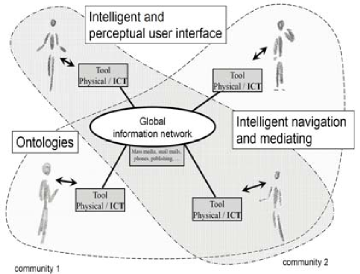 Intelligent and
perceptual user interface
Tool
Physical / ICT
Tool
Physical / ICT
Global
information network
Mass media, snail mails,
phones, publishing, ...
Intelligent navigation
and mediating
Ontologies
Tool
Physical / ICT
Tool
Physical / ICT
community 1
community 2